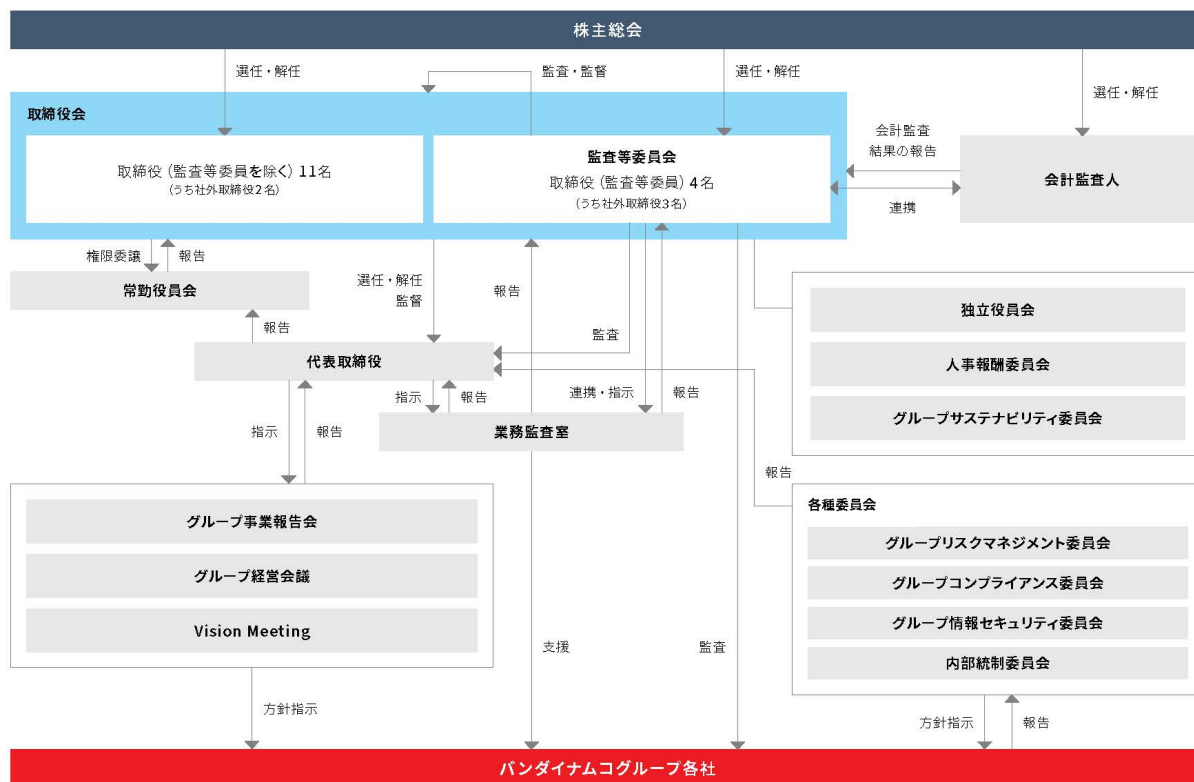 株主総会
選任・解任
監査・監督
選任・解任
選任・解任
取締役会
取締役（監査等委員を除く）11名
（うち社外取締役2名）
監査等委員会
取締役（監査等委員）4名
（うち社外取締役3名）
会計監査
結果の報告
連携
会計監査人
権限委譲
報告
常勤役員会
選任・解任
監督
報告
報告
代表取締役
監査
指示
報告
連携・指示
報告
業務監査室
独立役員会
人事報酬委員会
グループサステナビリティ委員会
指示
報告
報告
グループ事業報告会
グループ経営会議
Vision Meeting
各種委員会
グループリスクマネジメント委員会
グループコンプライアンス委員会
グループ情報セキュリティ委員会
内部統制委員会
支援
監査
方針指示
方針指示
報告
バンダイナムコグループ各社